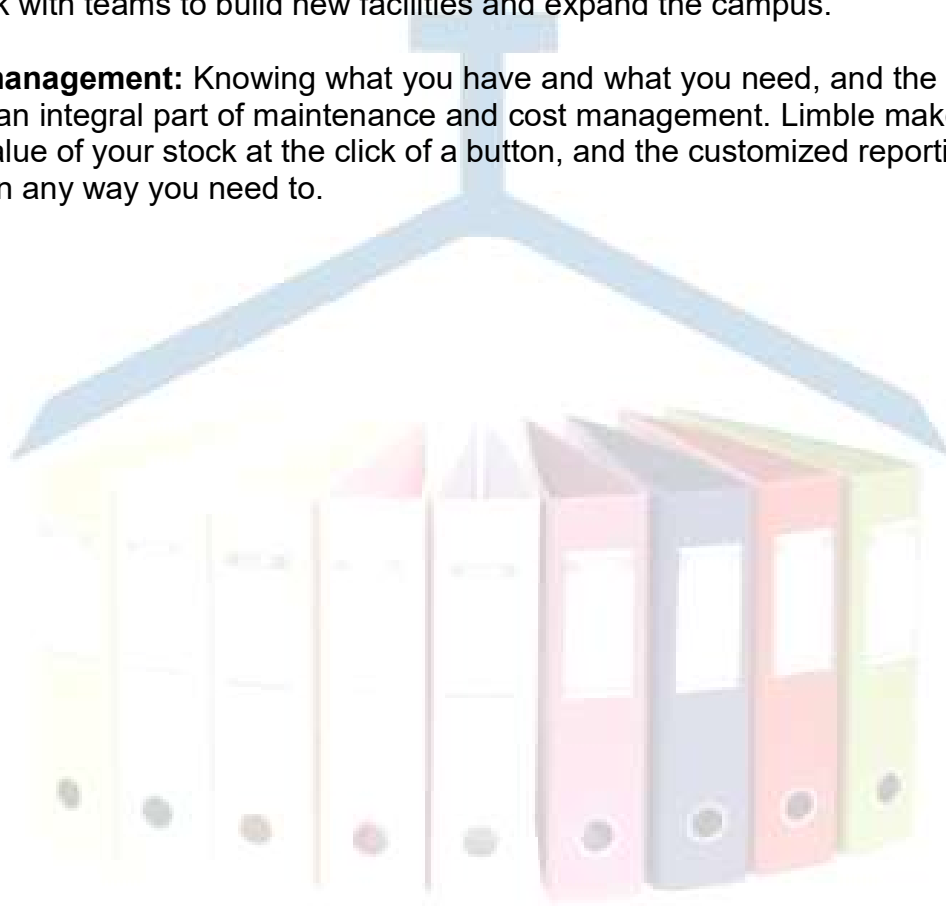 k with teams to build new facilities and expand the campus.
management: Knowing what you have and what you need, and the
an integral part of maintenance and cost management. Limble mak
alue of your stock at the click of a button, and the customized reporti
n any way you need to.